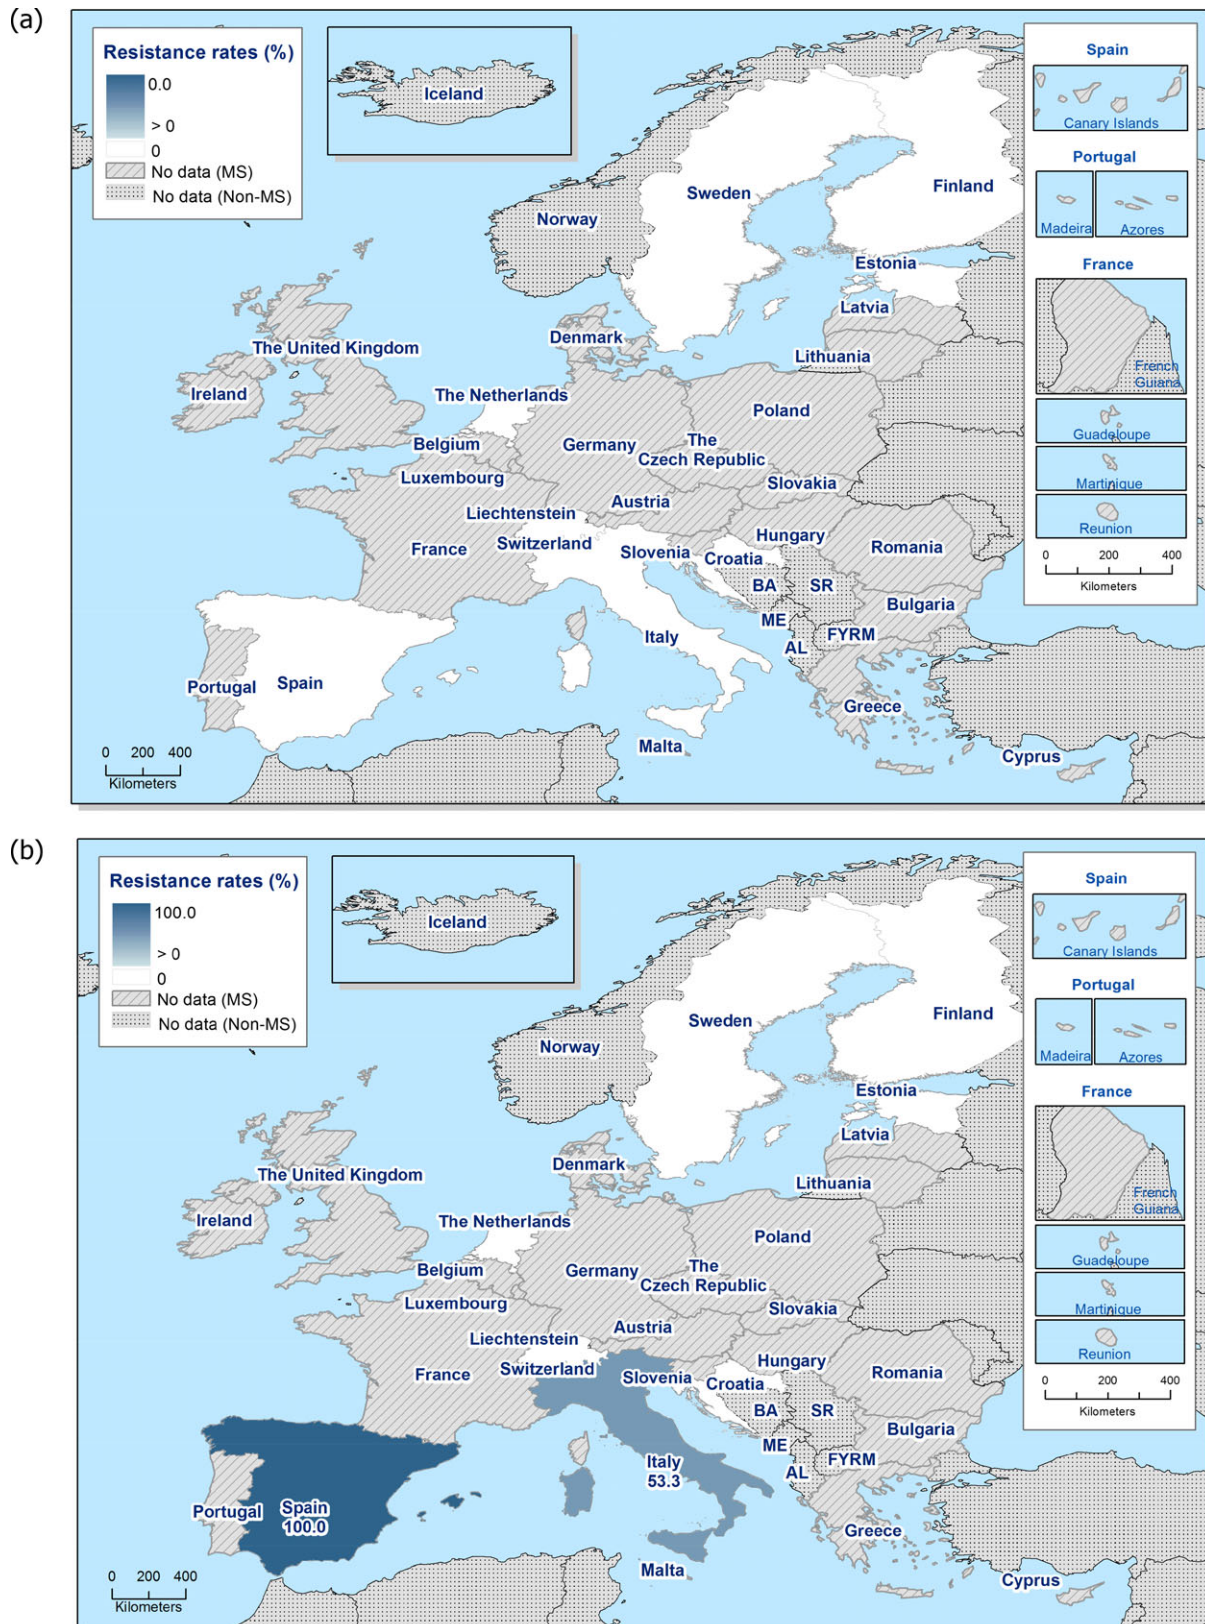 (a)
Resistance rates (%)
0.0
> 0
0
No data (MS)
No data (Non-MS)
Iceland
Norway
Sweden
Finland
Estonia
Latvia
Lithuania
Denmark
The United Kingdom
Ireland
The Netherlands
Belgium
Luxembourg
Germany
Poland
The
Czech Republic
Slovakia
Austria
Liechtenstein
Switzerland
France
Slovenia
Croatia
Hungary
Romania
BA
SR
Bulgaria
ME
FYRM
AL
Italy
Portugal
Spain
Greece
Malta
Cyprus
0 200 400
Kilometers
Spain
Canary Islands
Portugal
Madeira
Azores
France
French
Guiana
Guadeloupe
Martinique
Reunion
0 200 400
Kilometers
(b)
Resistance rates (%)
100.0
> 0
0
No data (MS)
No data (Non-MS)
Iceland
Norway
Sweden
Finland
Estonia
Latvia
Lithuania
Denmark
The United Kingdom
Ireland
The Netherlands
Belgium
Luxembourg
Germany
Poland
The
Czech Republic
Slovakia
Austria
Liechtenstein
Switzerland
France
Slovenia
Croatia
Hungary
Romania
BA
SR
Bulgaria
ME
FYRM
AL
Italy
53.3
Portugal
Spain
100.0
Greece
Malta
Cyprus
0 200 400
Kilometers
Spain
Canary Islands
Portugal
Madeira
Azores
France
French
Guiana
Guadeloupe
Martinique
Reunion
0 200 400
Kilometers